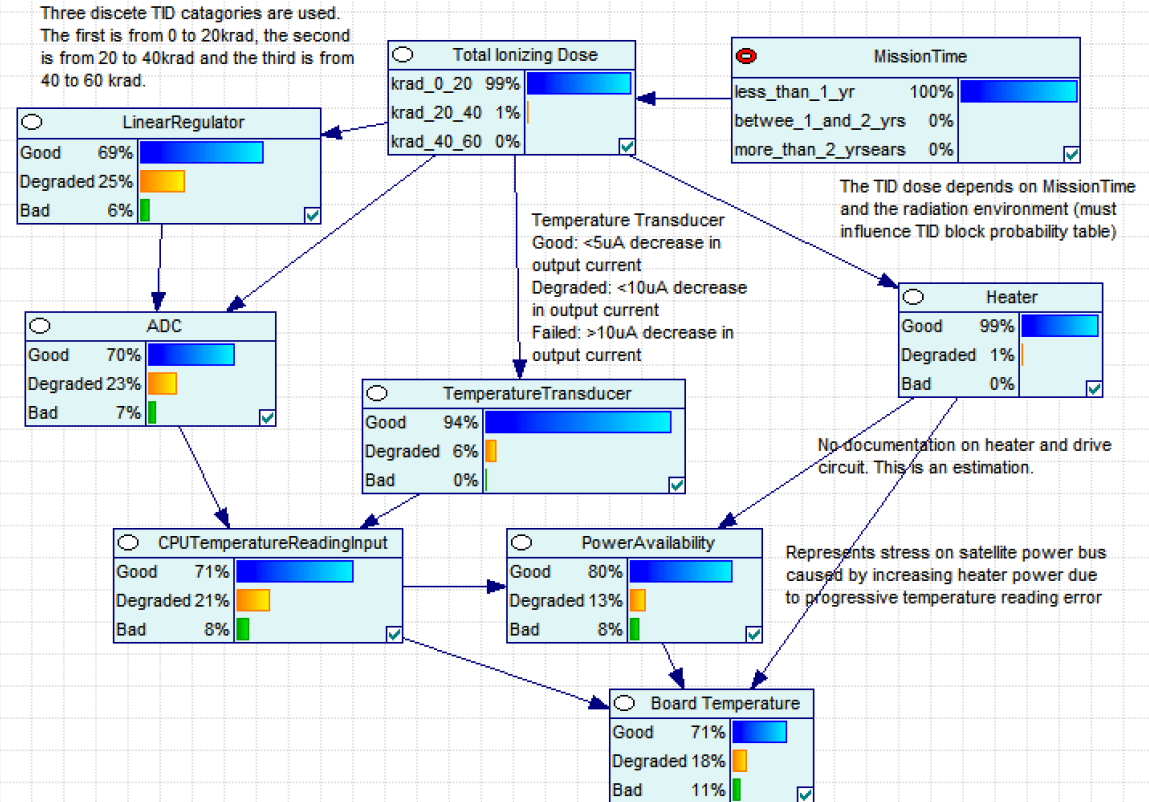 Three discete TID catagories are used.
The first is from 0 to 20krad, the second
is from 20 to 40krad and the third is from
40 to 60 krad.
Total Ionizing Dose
krad_0_20 99%
krad_20_40 1%
krad_40_60 0%
MissionTime
less_than_1_yr 100%
betwee_1_and_2_yrs 0%
more_than_2_yrsears 0%
LinearRegulator
Good 69%
Degraded 25%
Bad 6%
The TID dose depends on MissionTime
and the radiation environment (must
influence TID block probability table)
Temperature Transducer
Good: <5uA decrease in
output current
Degraded: <10uA decrease
in output current
Failed: >10uA decrease in
output current
Heater
Good 99%
Degraded 1%
Bad 0%
ADC
Good 70%
Degraded 23%
Bad 7%
TemperatureTransducer
Good 94%
Degraded 6%
Bad 0%
No documentation on heater and drive
circuit. This is an estimation.
CPUTemperatureReadingInput
Good 71%
Degraded 21%
Bad 8%
PowerAvailability
Good 80%
Degraded 13%
Bad 8%
Represents stress on satellite power bus
caused by increasing heater power due
to progressive temperature reading error
Board Temperature
Good 71%
Degraded 18%
Bad 11%